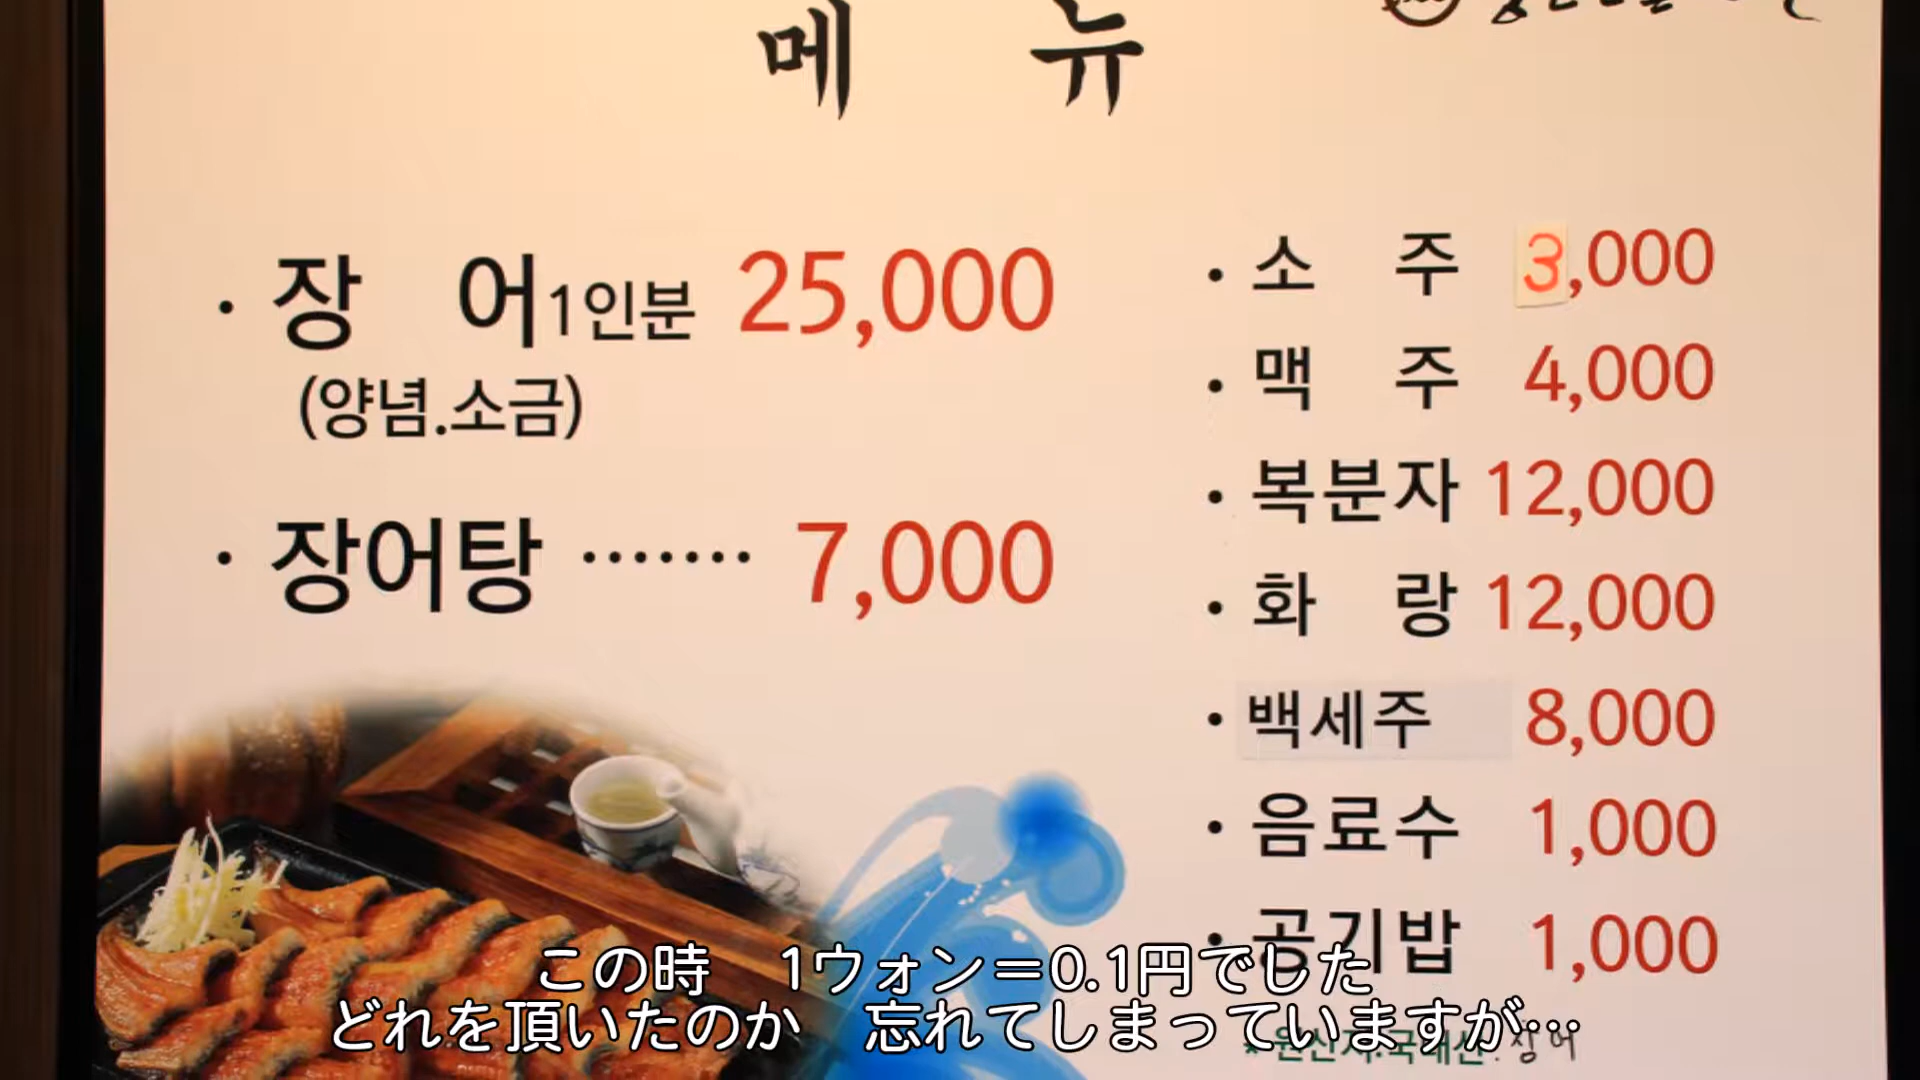 메 뉴
· 장 어 1인분 25,000
(양념.소금)
· 장어탕 ······· 7,000
· 소 주 3,000
· 맥 주 4,000
· 복분자 12,000
· 화 랑 12,000
· 백세주 8,000
· 음료수 1,000
· 공기밥 1,000
この時 1ウォン＝0.1円でした
どれを頂いたのか 忘れてしまっていますが…